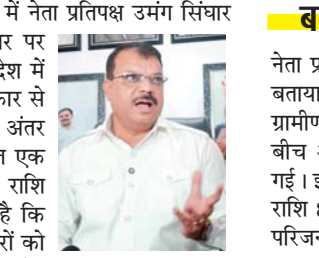 में नेता प्रतिपक्ष उमंग सिंघार
र पर
देश में
कार से
अंतर
एक
राशि
है कि
रों को
ब
नेता प्र
बताया
ग्रामीण
बीच
गई। इ
राशि
परिजन